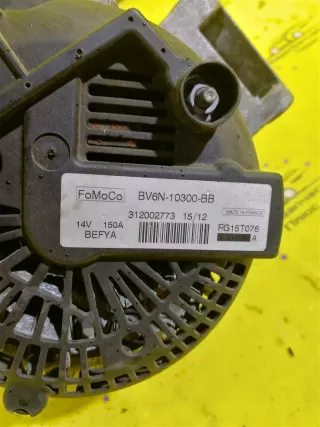 FoMoCo BV6N-10300-BB
312002773 15/12 MADE IN FRANCE
14V 150A FG15T076
BEFYA A